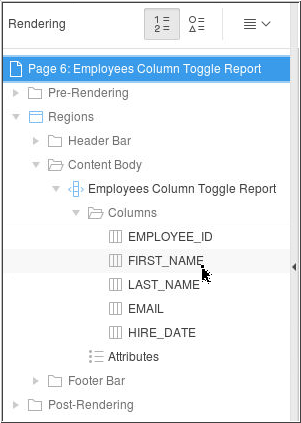 Rendering
Page 6: Employees Column Toggle Report
Pre-Rendering
Regions
Header Bar
Content Body
Employees Column Toggle Report
Columns
EMPLOYEE_ID
FIRST_NAME
LAST_NAME
EMAIL
HIRE_DATE
Attributes
Footer Bar
Post-Rendering